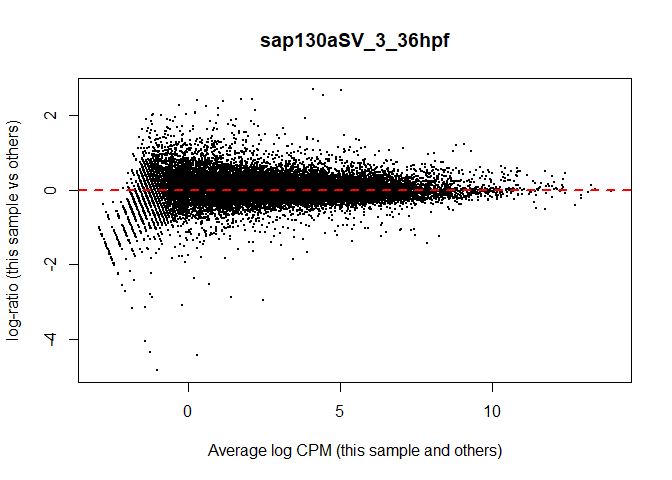 sap130aSV_3_36hpf
log-ratio (this sample vs others)
2
0
-2
-4
0
5
10
Average log CPM (this sample and others)